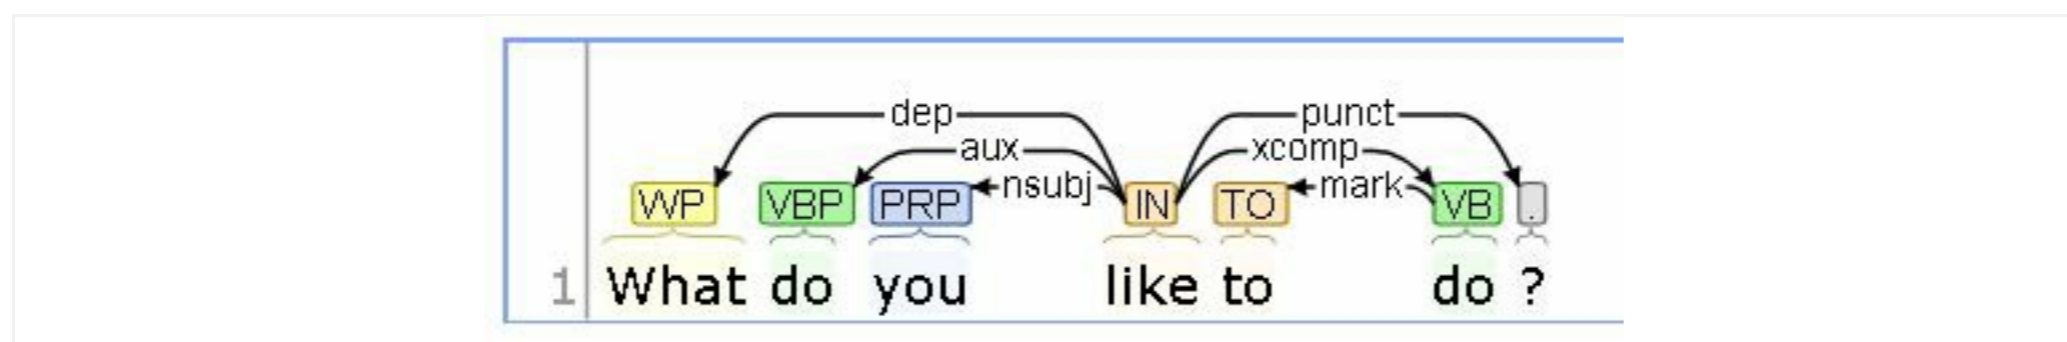 dep punct
aux xcomp
WP VBP PRP nsubj IN TO mark VB .
1 What do you like to do ?